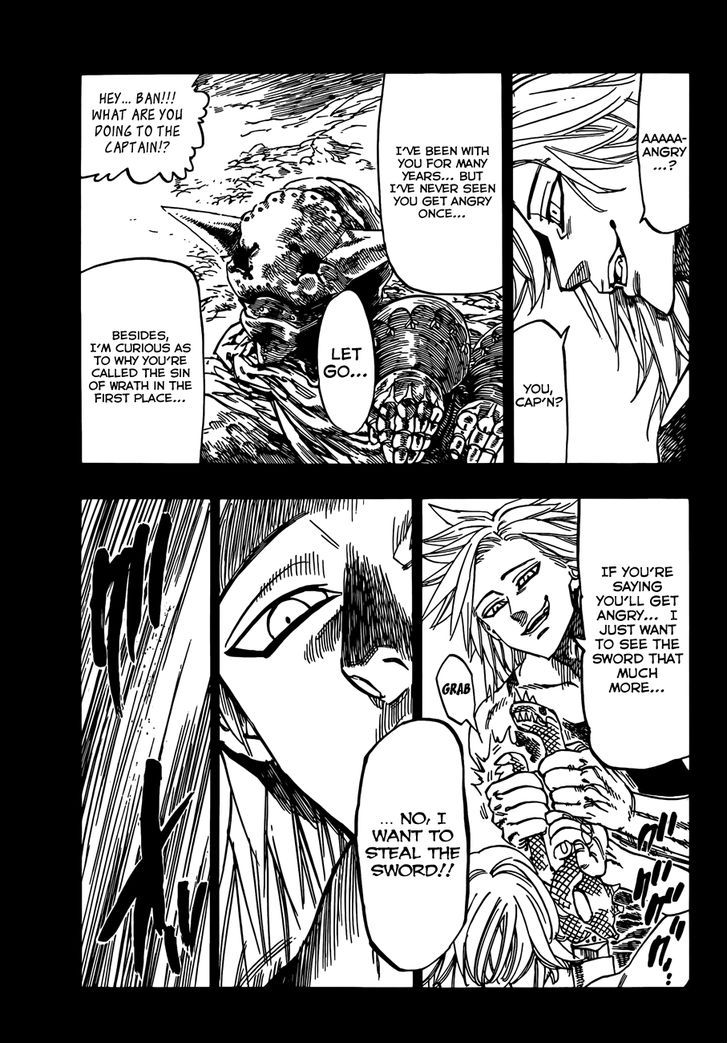 AAAAA-
ANGRY
...?
YOU,
CAP'N?
I'VE BEEN WITH
YOU FOR MANY
YEARS... BUT
I'VE NEVER SEEN
YOU GET ANGRY
ONCE...
LET
GO...
HEY... BAN!!!
WHAT ARE YOU
DOING TO THE
CAPTAIN!?
BESIDES,
I'M CURIOUS AS
TO WHY YOU'RE
CALLED THE SIN
OF WRATH IN THE
FIRST PLACE...
IF YOU'RE
SAYING
YOU'LL GET
ANGRY... I
JUST WANT
TO SEE THE
SWORD THAT
MUCH
MORE...
GRAB
... NO, I
WANT TO
STEAL THE
SWORD!!